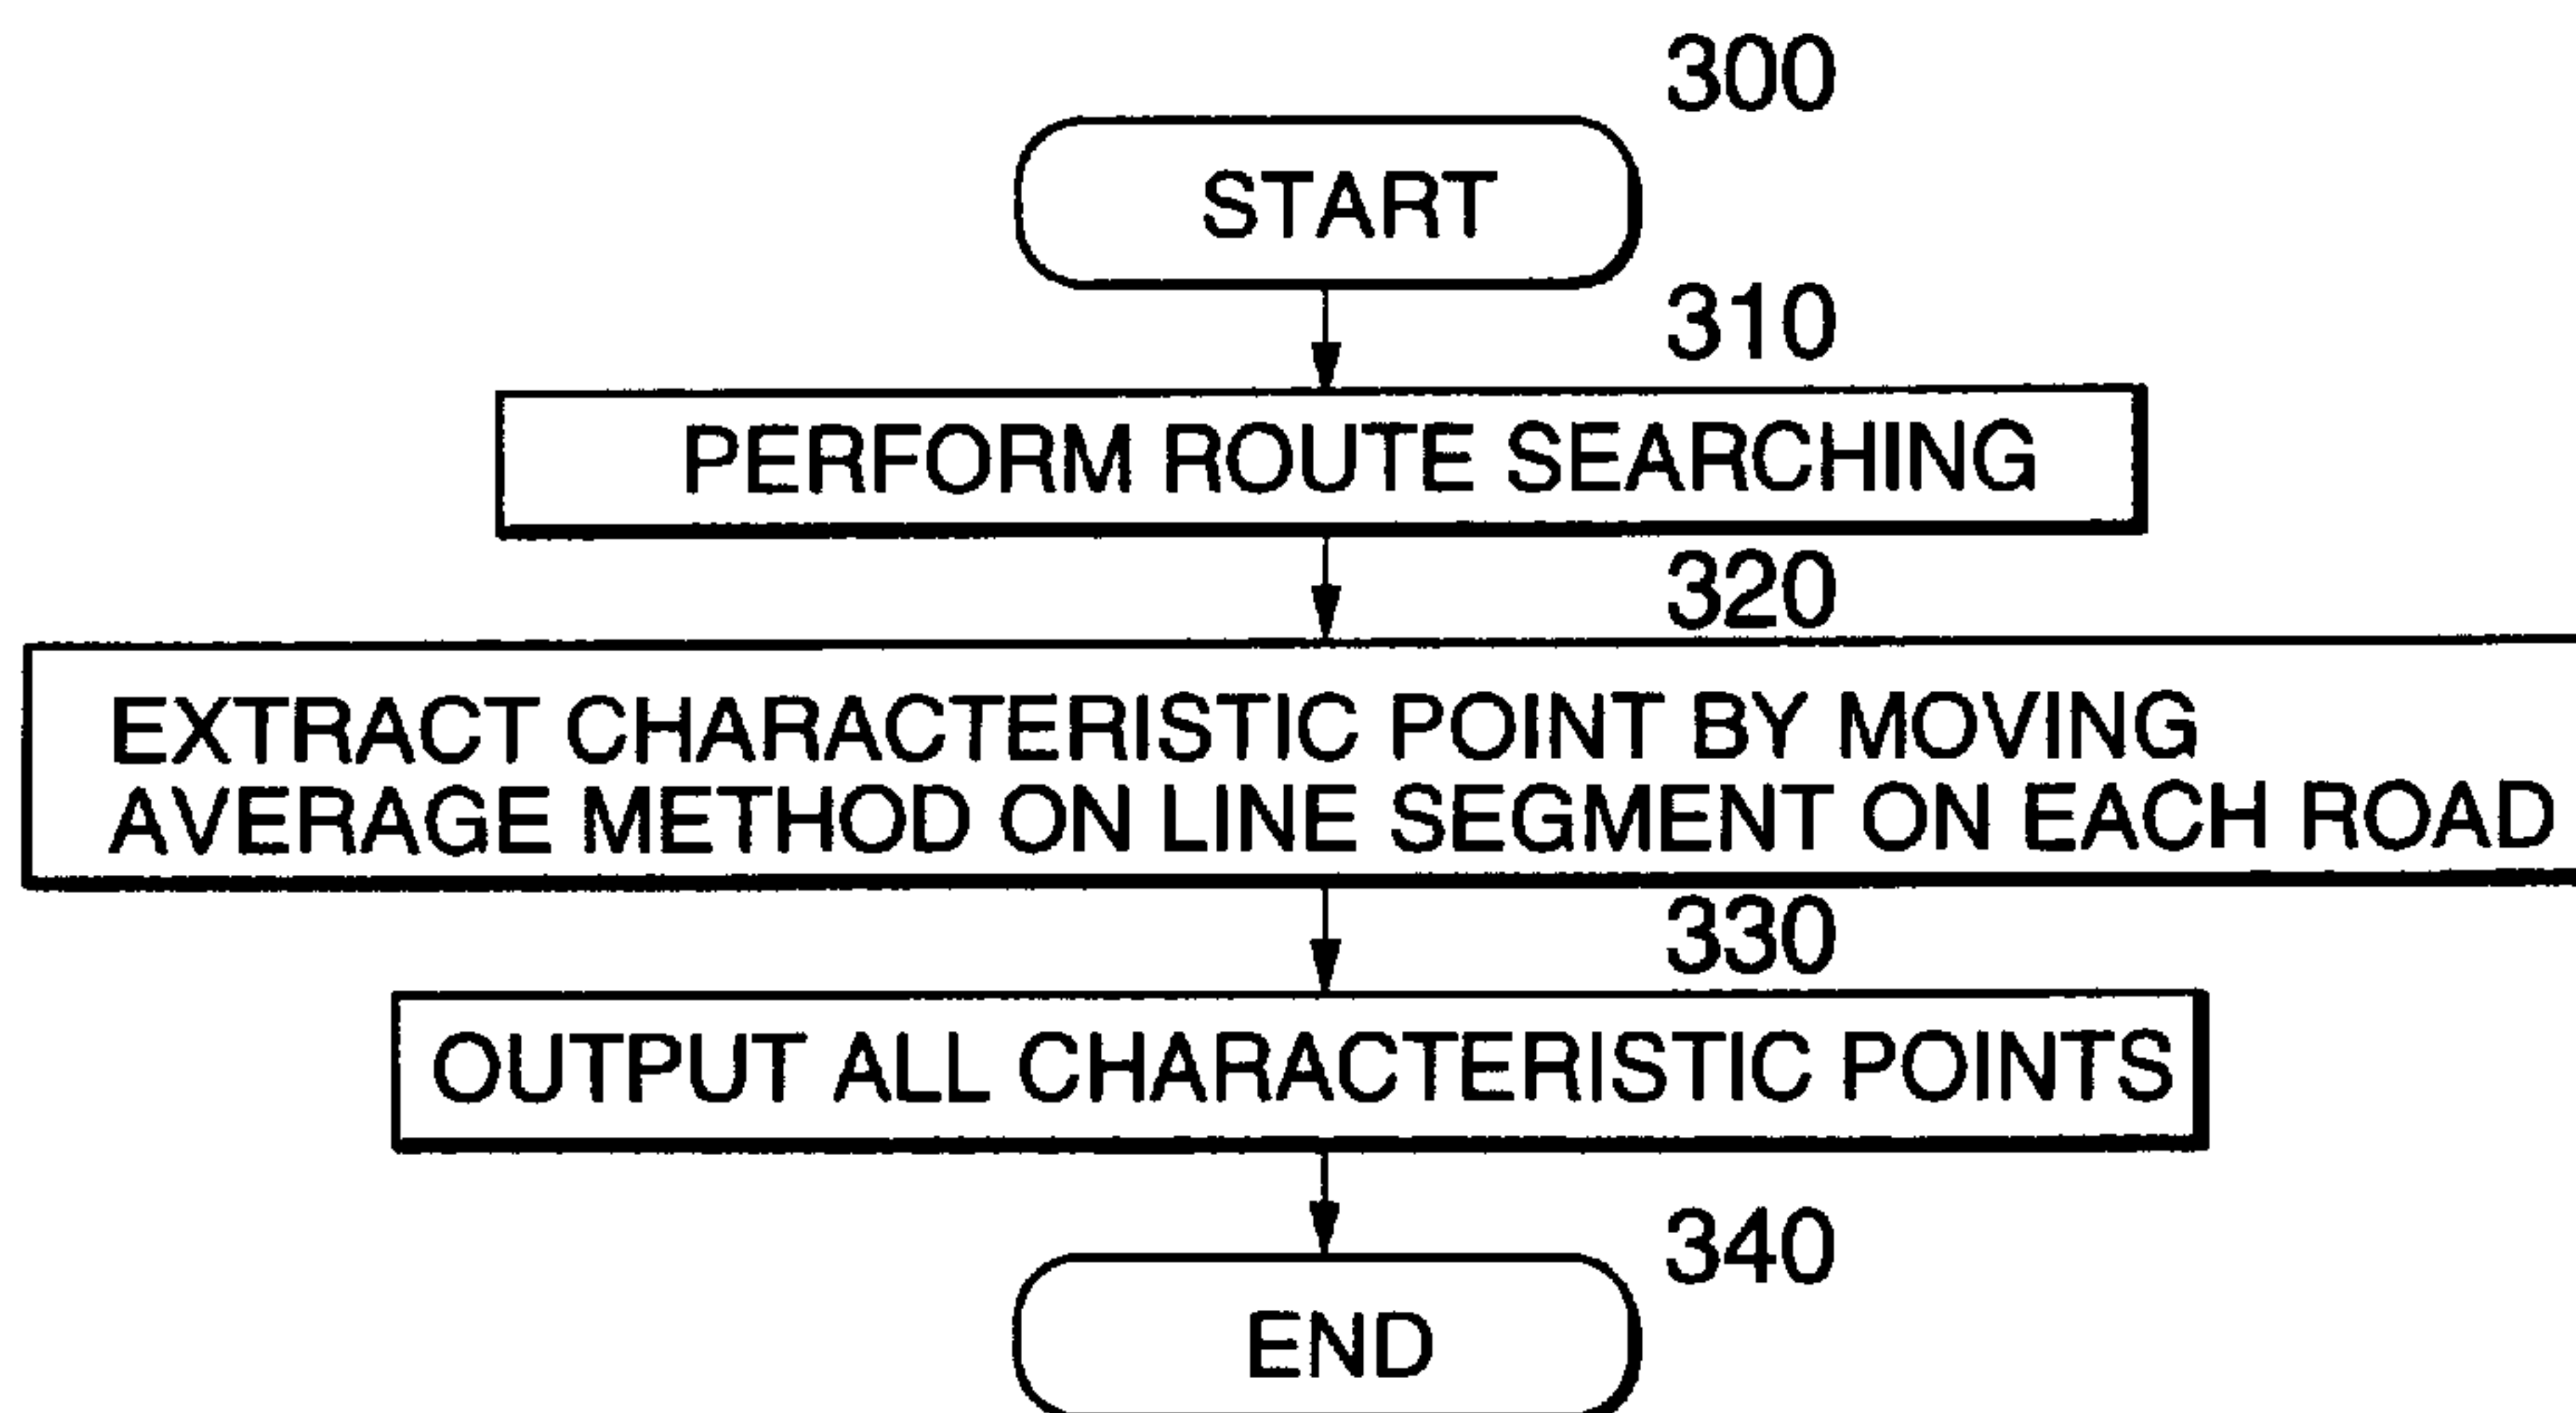 300
START
310
PERFORM ROUTE SEARCHING
320
EXTRACT CHARACTERISTIC POINT BY MOVING
AVERAGE METHOD ON LINE SEGMENT ON EACH ROAD
330
OUTPUT ALL CHARACTERISTIC POINTS
340
END